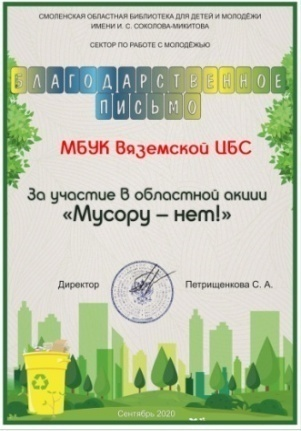 СМОЛЕНСКАЯ ОБЛАСТНАЯ БИБЛИОТЕКА ДЛЯ ДЕТЕЙ И МОЛОДЁЖИ
ИМЕНИ И. С. СОКОЛОВА-МИКИТОВА
СЕКТОР ПО РАБОТЕ С МОЛОДЁЖЬЮ
БЛАГОДАРСТВЕННОЕ
ПИСЬМО
МБУК Вяземской ЦБС
За участие в областной акции
«Мусору – нет!»
Директор Петрищенкова С. А.
Сентябрь 2020